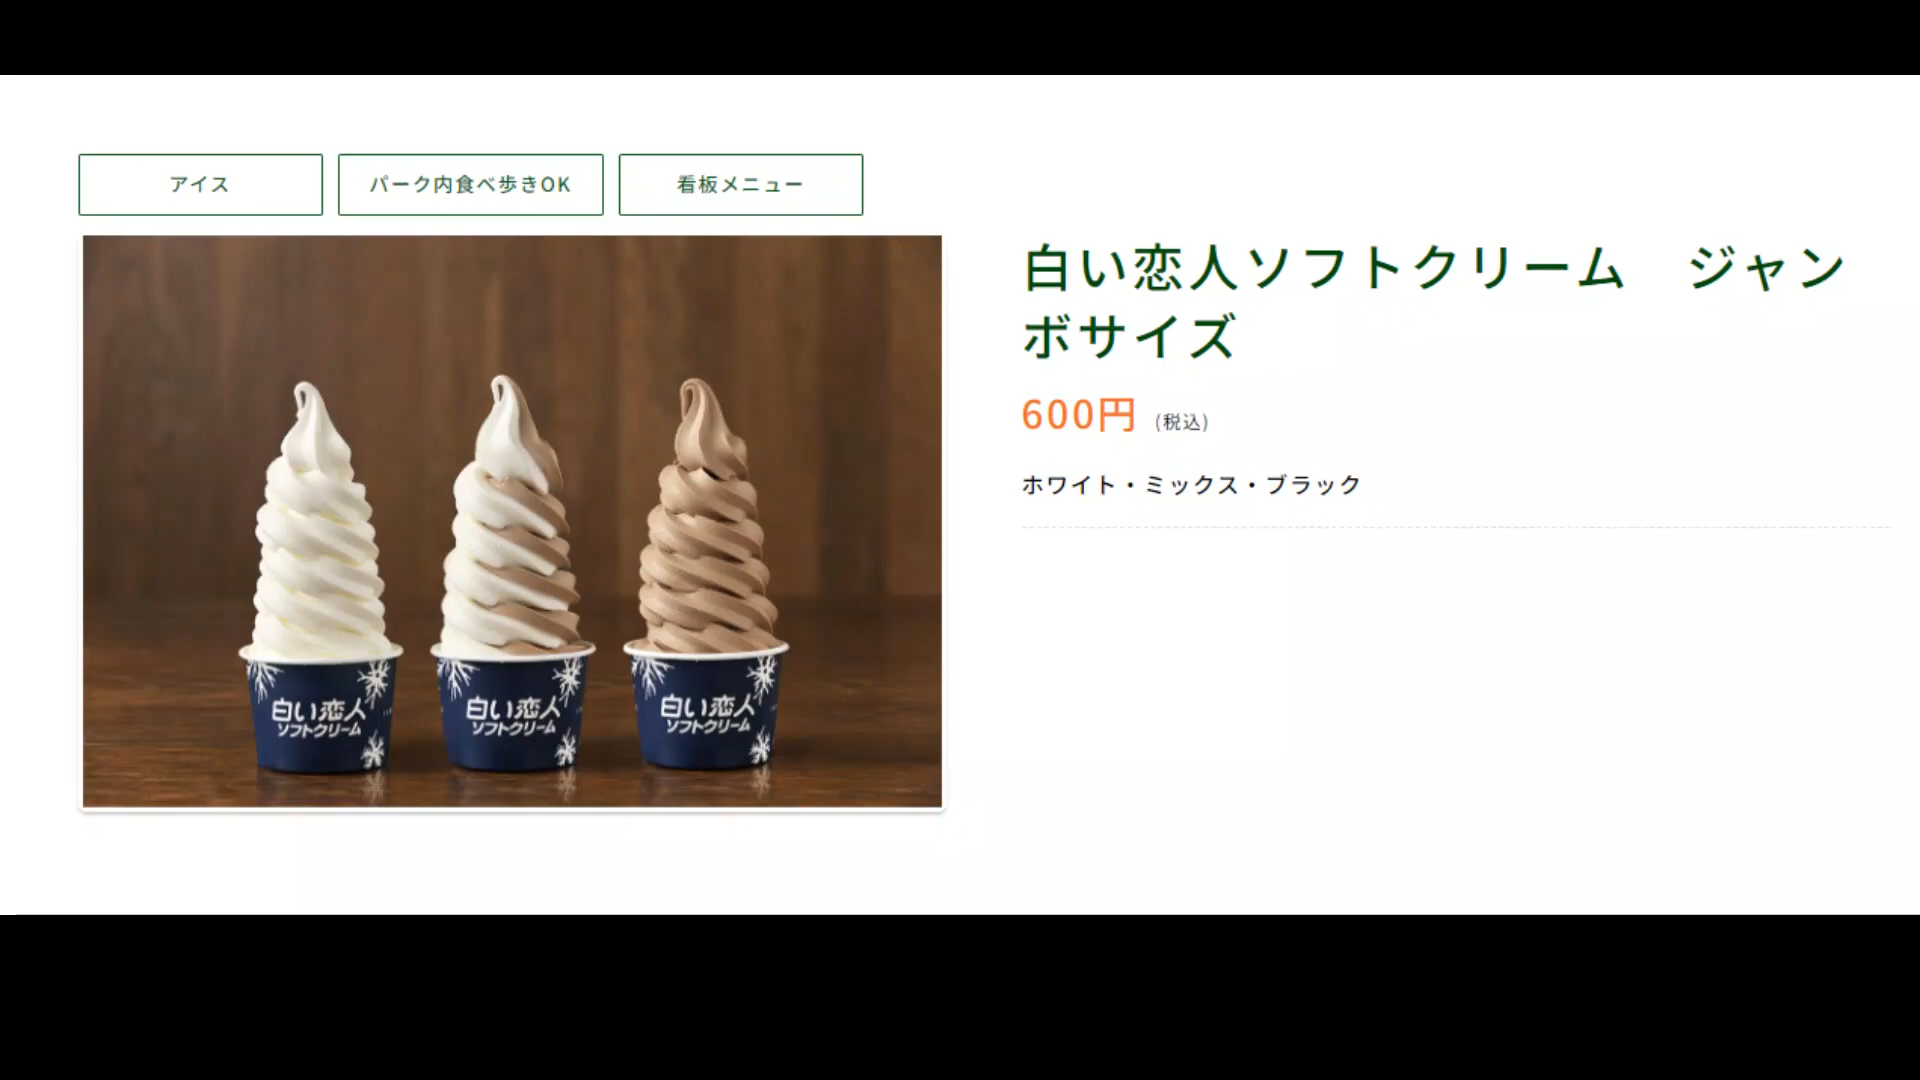 アイス
パーク内食べ歩きOK
看板メニュー
白い恋人ソフトクリーム　ジャン
ボサイズ
600円 (税込)
ホワイト・ミックス・ブラック
白い恋人
ソフトクリーム
白い恋人
ソフトクリーム
白い恋人
ソフトクリーム